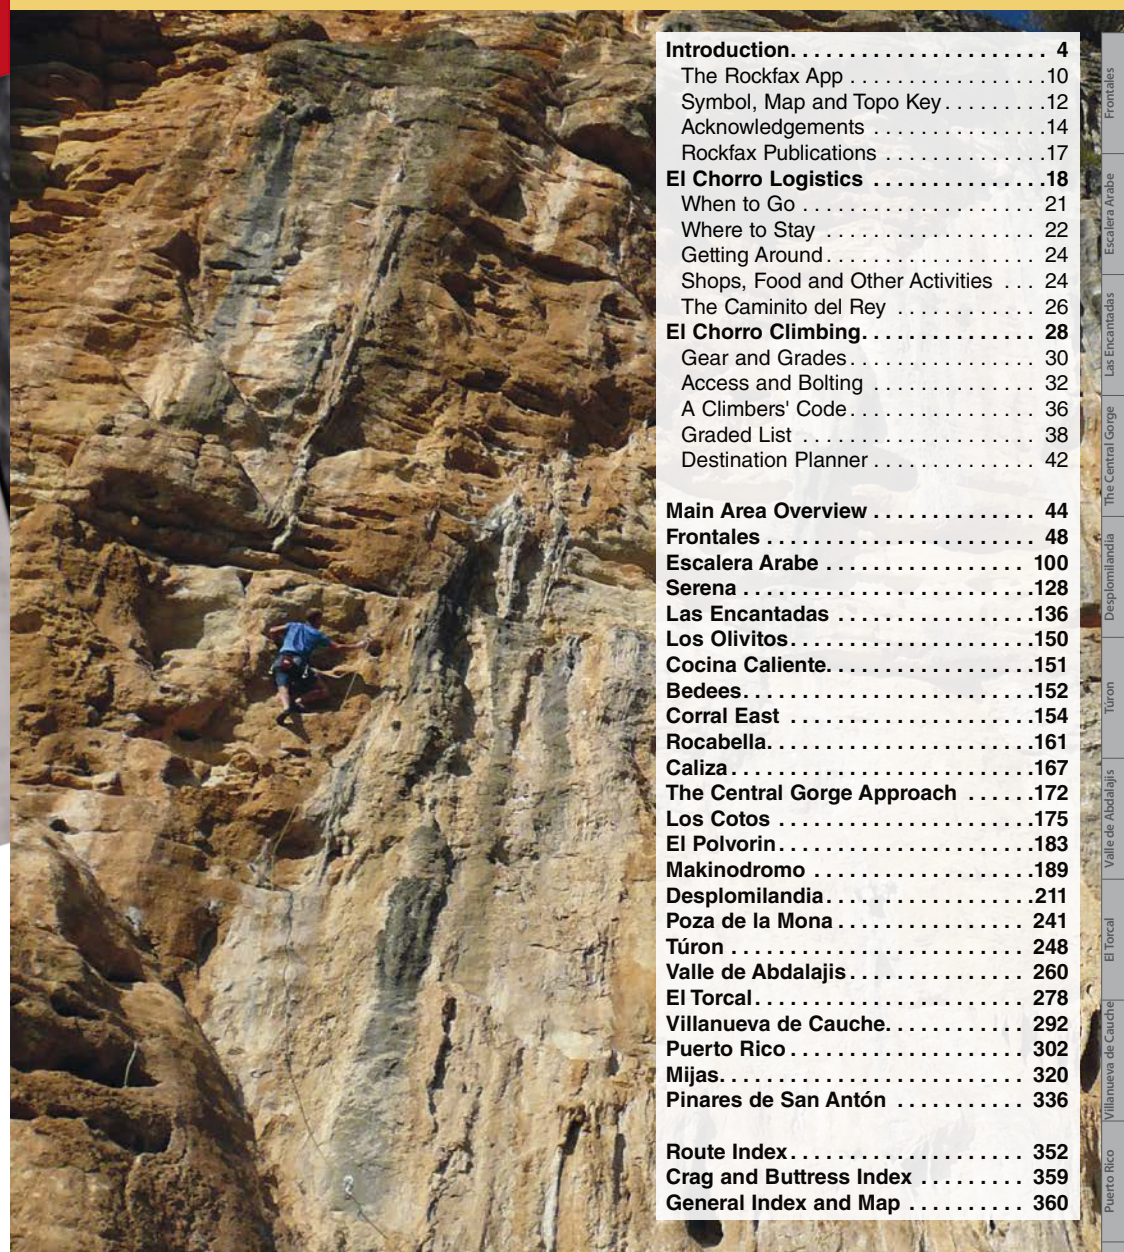 Introduction. . . . . . . . . . . . . . . . . . . . . . 4
The Rockfax App . . . . . . . . . . . . . . . . .10
Symbol, Map and Topo Key . . . . . . . . .12
Acknowledgements . . . . . . . . . . . . . . .14
Rockfax Publications . . . . . . . . . . . . . .17
El Chorro Logistics . . . . . . . . . . . . . . .18
When to Go . . . . . . . . . . . . . . . . . . . . 21
Where to Stay . . . . . . . . . . . . . . . . . . 22
Getting Around . . . . . . . . . . . . . . . . . . 24
Shops, Food and Other Activities . . . 24
The Caminito del Rey . . . . . . . . . . . . 26
El Chorro Climbing. . . . . . . . . . . . . . . 28
Gear and Grades . . . . . . . . . . . . . . . . 30
Access and Bolting . . . . . . . . . . . . . . 32
A Climbers' Code . . . . . . . . . . . . . . . . 36
Graded List . . . . . . . . . . . . . . . . . . . . 38
Destination Planner . . . . . . . . . . . . . . 42
Main Area Overview . . . . . . . . . . . . . . 44
Frontales . . . . . . . . . . . . . . . . . . . . . . . 48
Escalera Arabe . . . . . . . . . . . . . . . . . 100
Serena . . . . . . . . . . . . . . . . . . . . . . . . .128
Las Encantadas . . . . . . . . . . . . . . . . .136
Los Olivitos . . . . . . . . . . . . . . . . . . . . .150
Cocina Caliente. . . . . . . . . . . . . . . . . .151
Bedees. . . . . . . . . . . . . . . . . . . . . . . . .152
Corral East . . . . . . . . . . . . . . . . . . . . .154
Rocabella. . . . . . . . . . . . . . . . . . . . . . .161
Caliza . . . . . . . . . . . . . . . . . . . . . . . . . .167
The Central Gorge Approach . . . . . .172
Los Cotos . . . . . . . . . . . . . . . . . . . . . .175
El Polvorin . . . . . . . . . . . . . . . . . . . . . .183
Makinodromo . . . . . . . . . . . . . . . . . . .189
Desplomilandia . . . . . . . . . . . . . . . . . .211
Poza de la Mona . . . . . . . . . . . . . . . . . 241
Túron . . . . . . . . . . . . . . . . . . . . . . . . . 248
Valle de Abdalajis . . . . . . . . . . . . . . . 260
El Torcal . . . . . . . . . . . . . . . . . . . . . . . 278
Villanueva de Cauche. . . . . . . . . . . . 292
Puerto Rico . . . . . . . . . . . . . . . . . . . . 302
Mijas. . . . . . . . . . . . . . . . . . . . . . . . . . 320
Pinares de San Antón . . . . . . . . . . . 336
Route Index . . . . . . . . . . . . . . . . . . . . 352
Crag and Buttress Index . . . . . . . . . 359
General Index and Map . . . . . . . . . . 360
Frontales
Escalera Arabe
Las Encantadas
The Central Gorge
Desplomilandia
Túron
Valle de Abdalajis
El Torcal
Villanueva de Cauche
Puerto Rico